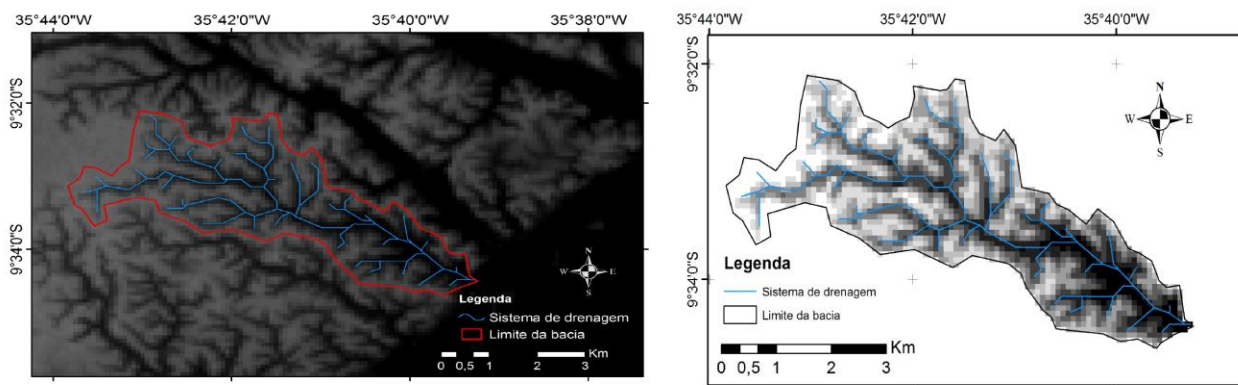 35°44'0"W 35°42'0"W 35°40'0"W 35°38'0"W
9°32'0"S
9°34'0"S
N
W E
S
Legenda
Sistema de drenagem
Limite da bacia
Km
0 0,5 1 2 3
35°44'0"W 35°42'0"W 35°40'0"W
9°32'0"S
9°34'0"S
N
W E
S
Legenda
Sistema de drenagem
Limite da bacia
Km
0 0,5 1 2 3